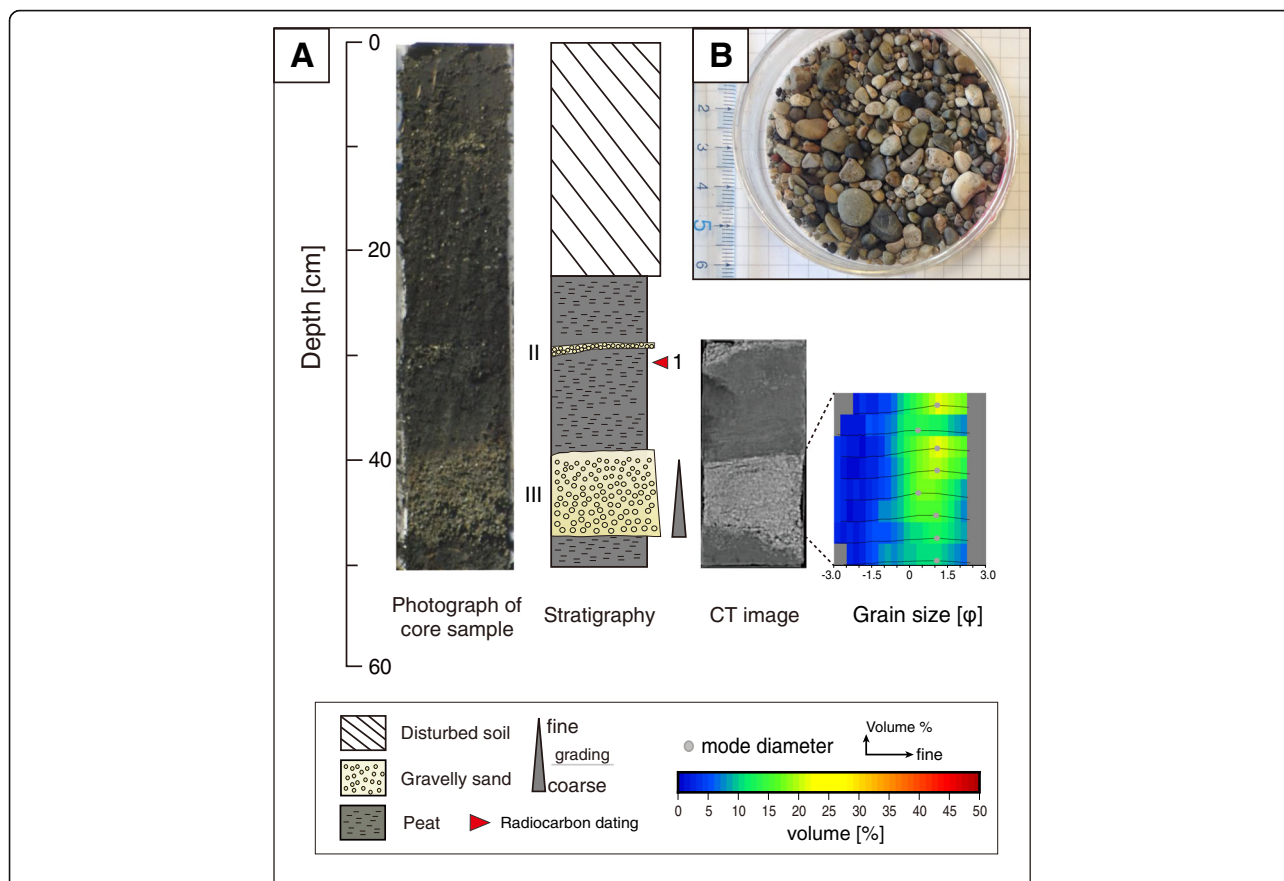 A
B
0
20
40
60
Depth [cm]
II
III
1
2
3
4
5
6
-3.0
-1.5
0
1.5
3.0
Photograph of
core sample
Stratigraphy
CT image
Grain size [φ]
Disturbed soil
Gravelly sand
Peat
fine
grading
coarse
Radiocarbon dating
mode diameter
Volume %
fine
0 5 10 15 20 25 30 35 40 45 50
volume [%]